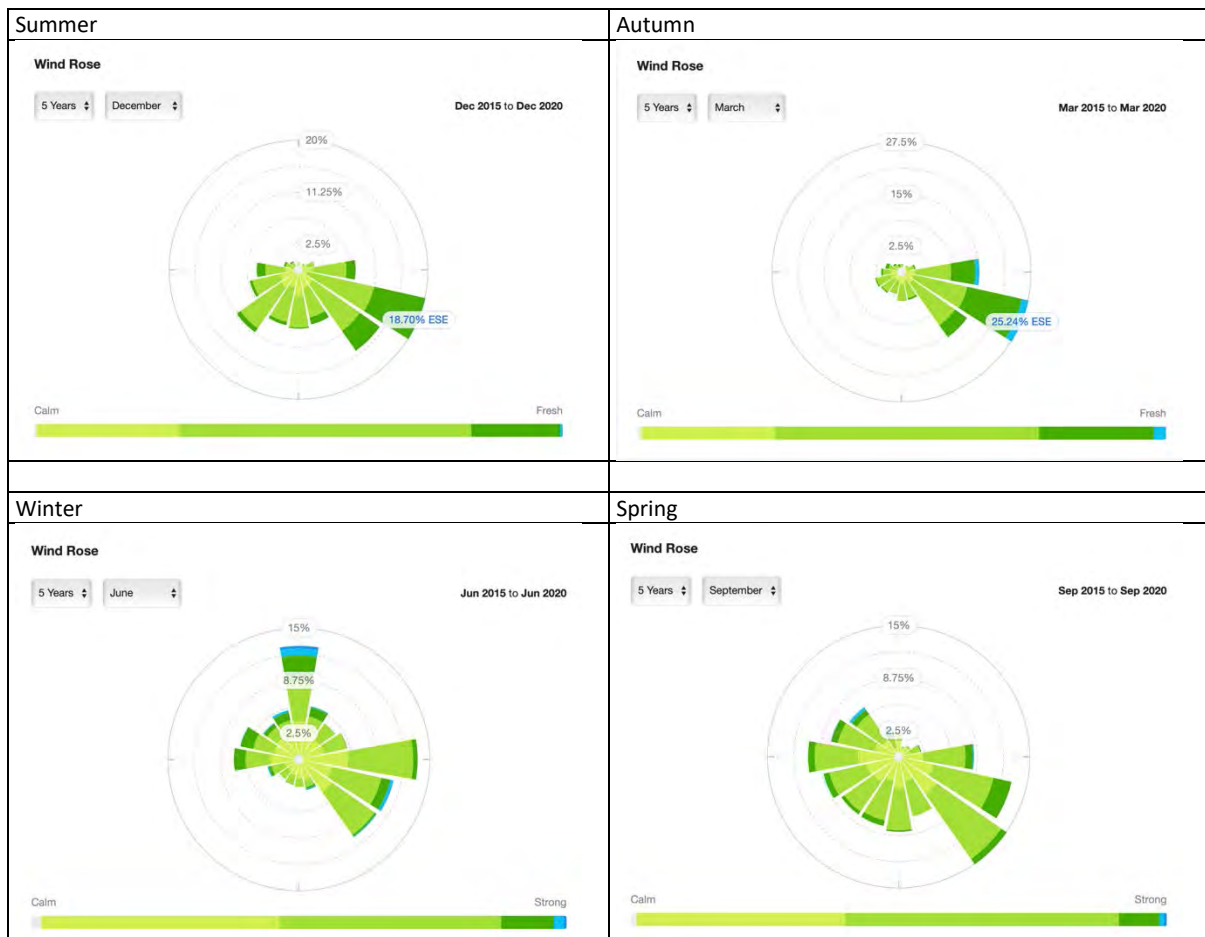 Summer
Wind Rose
5 Years December
Dec 2015 to Dec 2020
20%
11.25%
2.5%
18.70% ESE
Calm Fresh
Autumn
Wind Rose
5 Years March
Mar 2015 to Mar 2020
27.5%
15%
2.5%
25.24% ESE
Calm Fresh
Winter
Wind Rose
5 Years June
Jun 2015 to Jun 2020
15%
8.75%
2.5%
Calm Strong
Spring
Wind Rose
5 Years September
Sep 2015 to Sep 2020
15%
8.75%
2.5%
Calm Strong